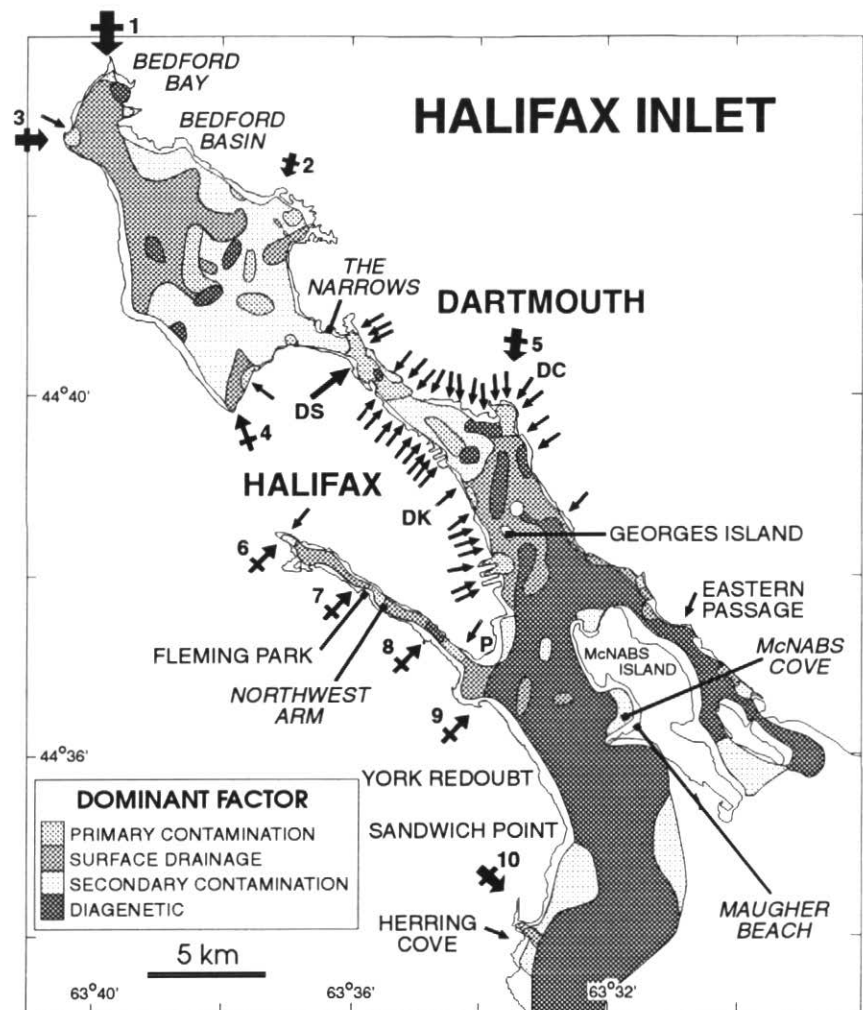 1
BEDFORD
BAY
3
BEDFORD
BASIN
HALIFAX INLET
2
THE
NARROWS
DARTMOUTH
5
DC
44°40'
DS
4
HALIFAX
DK
GEORGES ISLAND
6
EASTERN
PASSAGE
7
P
McNABS
ISLAND
McNABS
COVE
FLEMING PARK
8
NORTHWEST
ARM
9
44°36'
YORK REDOUBT
DOMINANT FACTOR
PRIMARY CONTAMINATION
SURFACE DRAINAGE
SECONDARY CONTAMINATION
DIAGENETIC
SANDWICH POINT
10
MAUGHER
BEACH
HERRING
COVE
5 km
63°40'
63°36'
63°32'